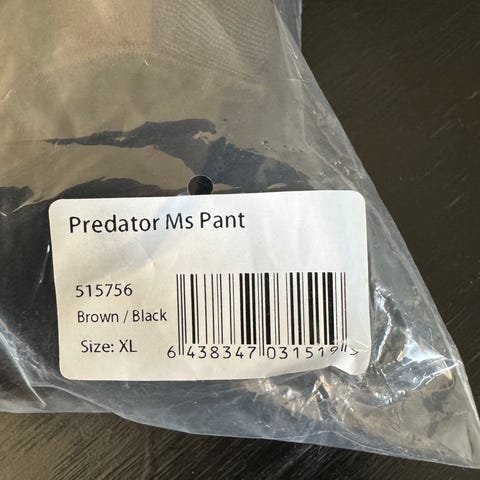 Predator Ms Pant
515756
Brown / Black
Size: XL
6 438347 031519 >